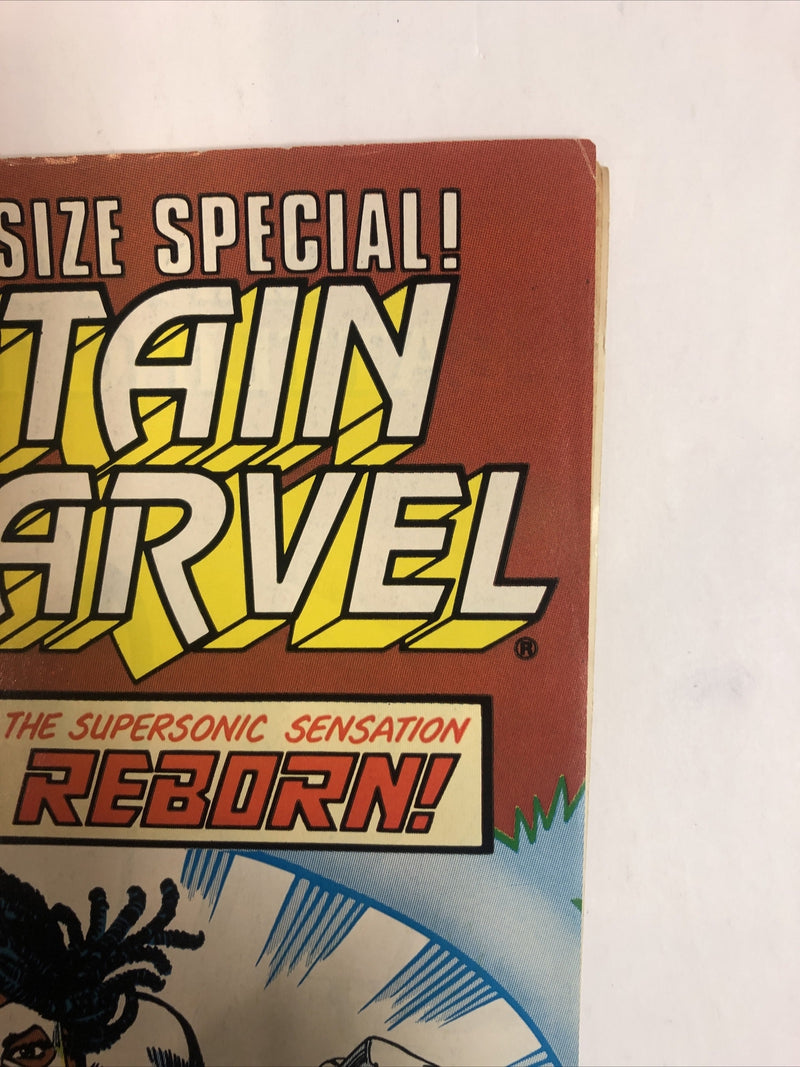 SIZE SPECIAL!
TAIN
ARVEL®
THE SUPERSONIC SENSATION
REBORN!